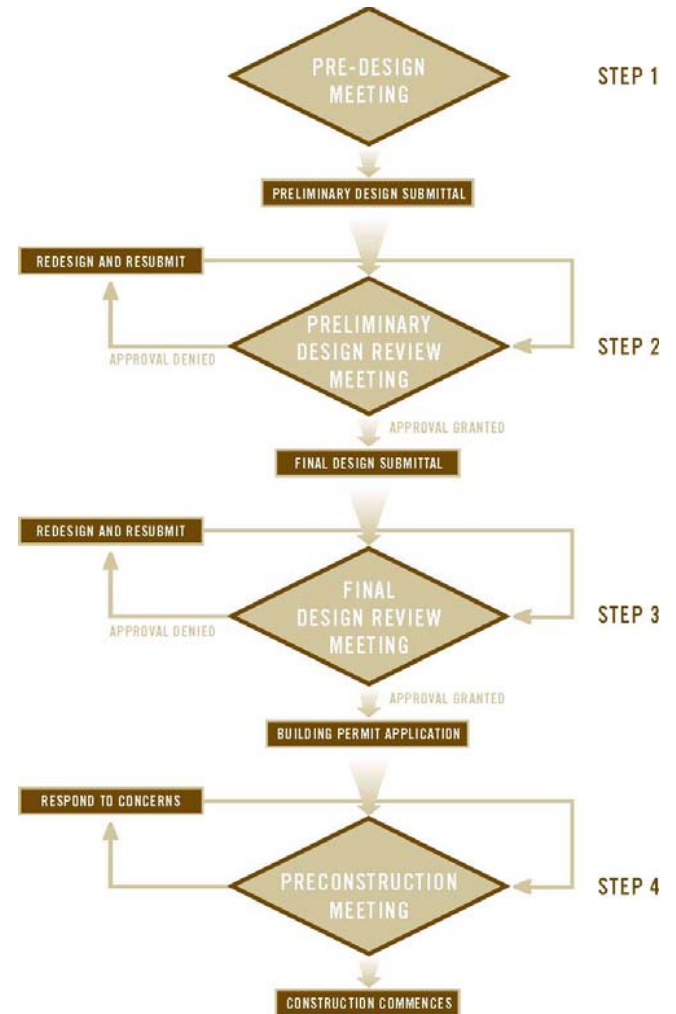 PRE-DESIGN
MEETING
STEP 1
PRELIMINARY DESIGN SUBMITTAL
REDESIGN AND RESUBMIT
PRELIMINARY
DESIGN REVIEW
MEETING
STEP 2
APPROVAL DENIED
APPROVAL GRANTED
FINAL DESIGN SUBMITTAL
REDESIGN AND RESUBMIT
FINAL
DESIGN REVIEW
MEETING
STEP 3
APPROVAL DENIED
APPROVAL GRANTED
BUILDING PERMIT APPLICATION
RESPOND TO CONCERNS
PRECONSTRUCTION
MEETING
STEP 4
CONSTRUCTION COMMENCES